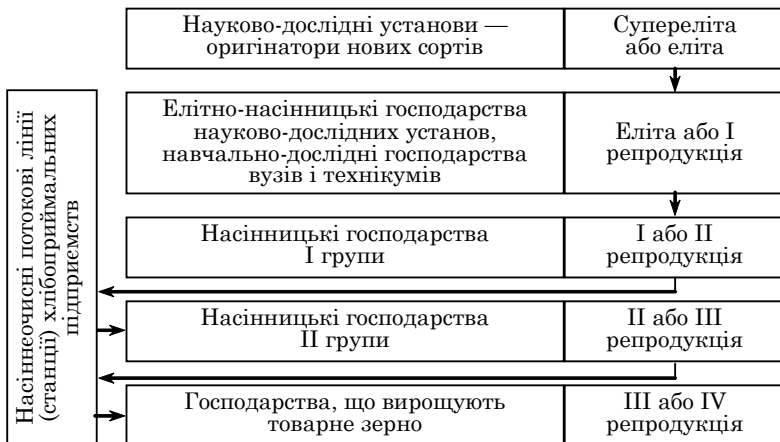 Науково-дослідні установи —
оригінатори нових сортів
Супереліта
або еліта
Елітно-насінницькі господарства
науково-дослідних установ,
навчально-дослідні господарства
вузів і технікумів
Еліта або I
репродукція
Насінницькі господарства
I групи
I або II
репродукція
Насінницькі господарства
II групи
II або III
репродукція
Господарства, що вирощують
товарне зерно
III або IV
репродукція
Насіннеочисні потокові лінії
(станції) хлібоприймальних
підприємств